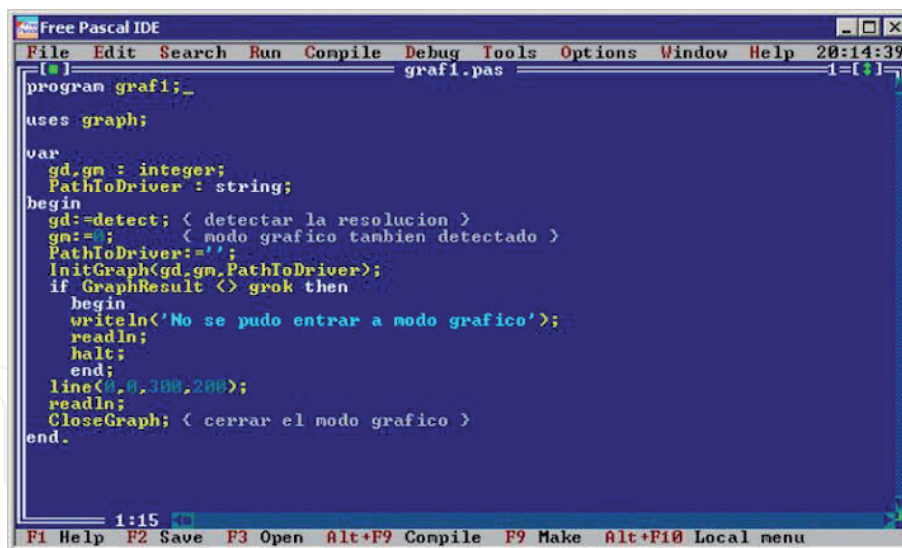 Free Pascal IDE
File Edit Search Run Compile Debug Tools Options Window Help 20:14:39
graf1.pas 1=[↕]
program graf1;_
uses graph;
var
gd,gm : integer;
PathToDriver : string;
begin
gd:=detect; { detectar la resolucion }
gm:=0; { modo grafico tambien detectado }
PathToDriver:='';
InitGraph(gd,gm,PathToDriver);
if GraphResult <> grok then
begin
writeln('No se pudo entrar a modo grafico');
readln;
halt;
end;
line(0,0,300,200);
readln;
CloseGraph; { cerrar el modo grafico }
end.
1:15
F1 Help F2 Save F3 Open Alt+F9 Compile F9 Make Alt+F10 Local menu